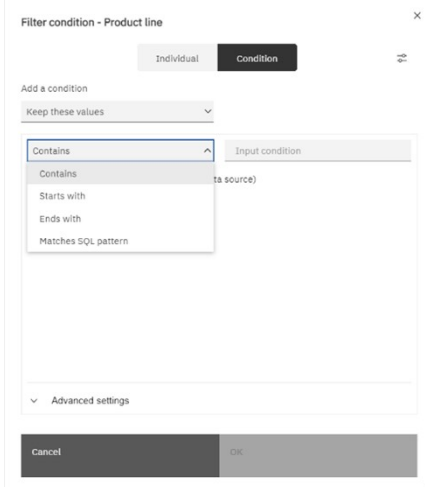 Filter condition - Product line
Individual
Condition
Add a condition
Keep these values
Contains
Input condition
Contains
ta source)
Starts with
Ends with
Matches SQL pattern
Advanced settings
Cancel
OK